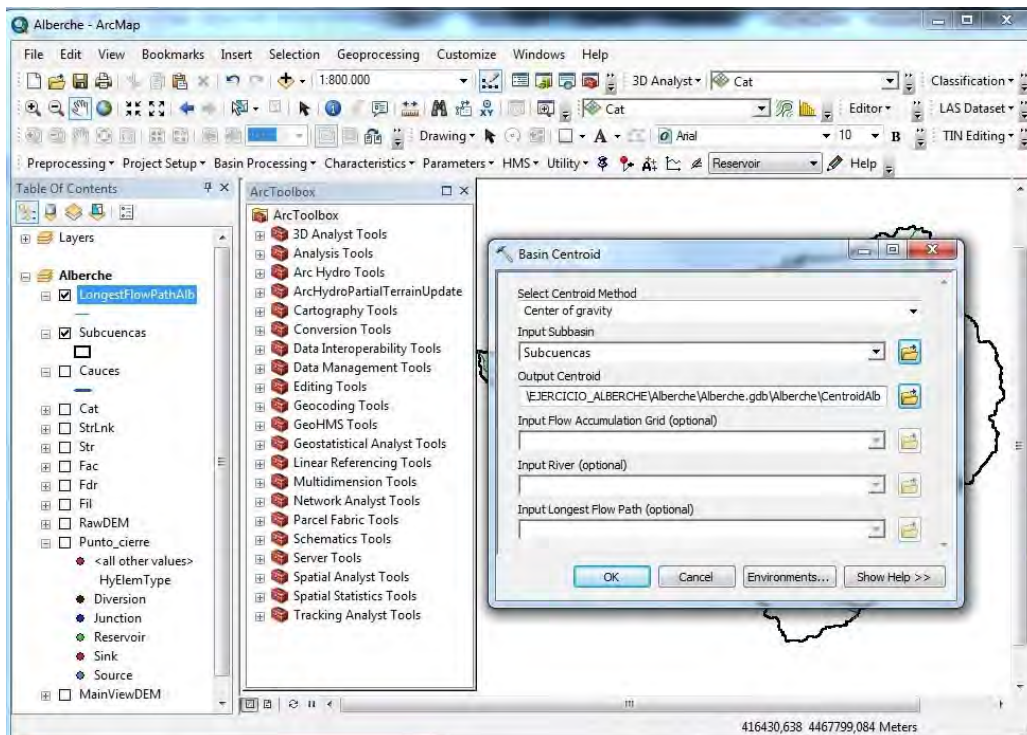 Alberche - ArcMap
File Edit View Bookmarks Insert Selection Geoprocessing Customize Windows Help
1:800.000 3D Analyst Cat Classification
Cat Editor LAS Dataset
Drawing A Arial 10 B TIN Editing
Preprocessing Project Setup Basin Processing Characteristics Parameters HMS Utility Reservoir Help
Table Of Contents
Layers
Alberche
LongestFlowPathAlb
Subcuencas
Cauces
Cat
StrLnk
Str
Fac
Fdr
Fil
RawDEM
Punto_cierre
<all other values>
HyElemType
Diversion
Junction
Reservoir
Sink
Source
MainViewDEM
ArcToolbox
ArcToolbox
3D Analyst Tools
Analysis Tools
Arc Hydro Tools
ArcHydroPartialTerrainUpdate
Cartography Tools
Conversion Tools
Data Interoperability Tools
Data Management Tools
Editing Tools
Geocoding Tools
GeoHMS Tools
Geostatistical Analyst Tools
Linear Referencing Tools
Multidimension Tools
Network Analyst Tools
Parcel Fabric Tools
Schematics Tools
Server Tools
Spatial Analyst Tools
Spatial Statistics Tools
Tracking Analyst Tools
Basin Centroid
Select Centroid Method
Center of gravity
Input Subbasin
Subcuencas
Output Centroid
\EJERCICIO_ALBERCHE\Alberche\Alberche.gdb\Alberche\CentroidAlb
Input Flow Accumulation Grid (optional)
Input River (optional)
Input Longest Flow Path (optional)
OK Cancel Environments... Show Help >>
416430,638 4467799,084 Meters